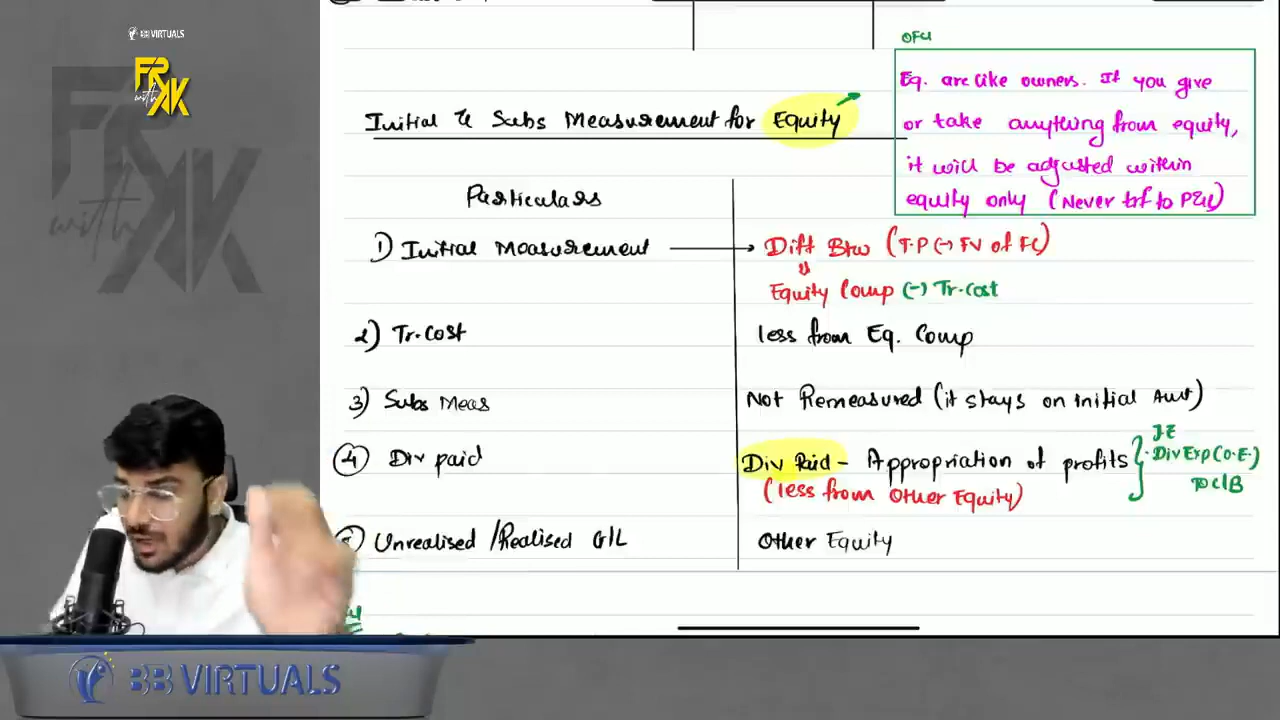 BB VIRTUALS
FR
with
AK
OFU
Eq. are like owners. If you give
or take anything from equity,
it will be adjusted within
equity only (Never trf to P&L)
Initial & Subs Measurement for Equity
Particulars
1) Initial Measurement → Diff Btw (T.P (-) FV of FL)
Equity Comp (-) Tr.Cost
2) Tr.Cost less from Eq. Comp
3) Subs Meas Not Remeasured (it stays on initial Amt)
4) Div paid Div Paid - Appropriation of profits
(less from Other Equity)
JE
Div Exp (O.E.)
To C/B
Unrealised / Realised G/L Other Equity
BB VIRTUALS